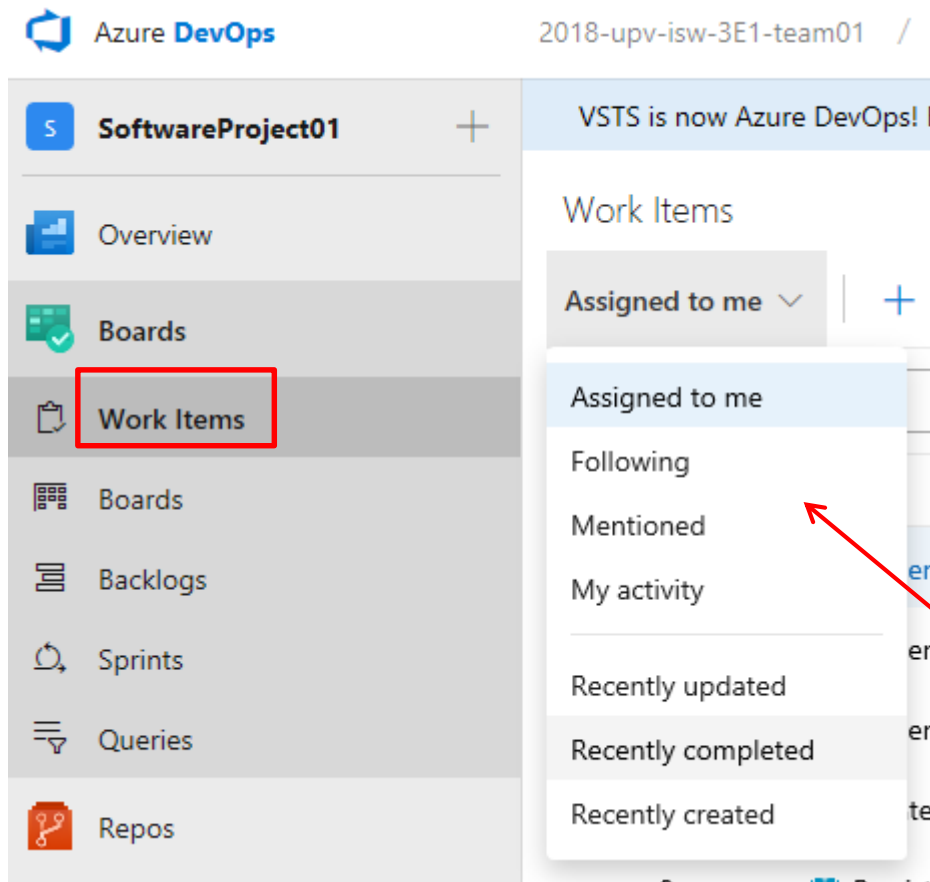 Azure DevOps
2018-upv-isw-3E1-team01 /
S SoftwareProject01
VSTS is now Azure DevOps!
Overview
Boards
Work Items
Boards
Backlogs
Sprints
Queries
Repos
Work Items
Assigned to me
Assigned to me
Following
Mentioned
My activity
Recently updated
Recently completed
Recently created